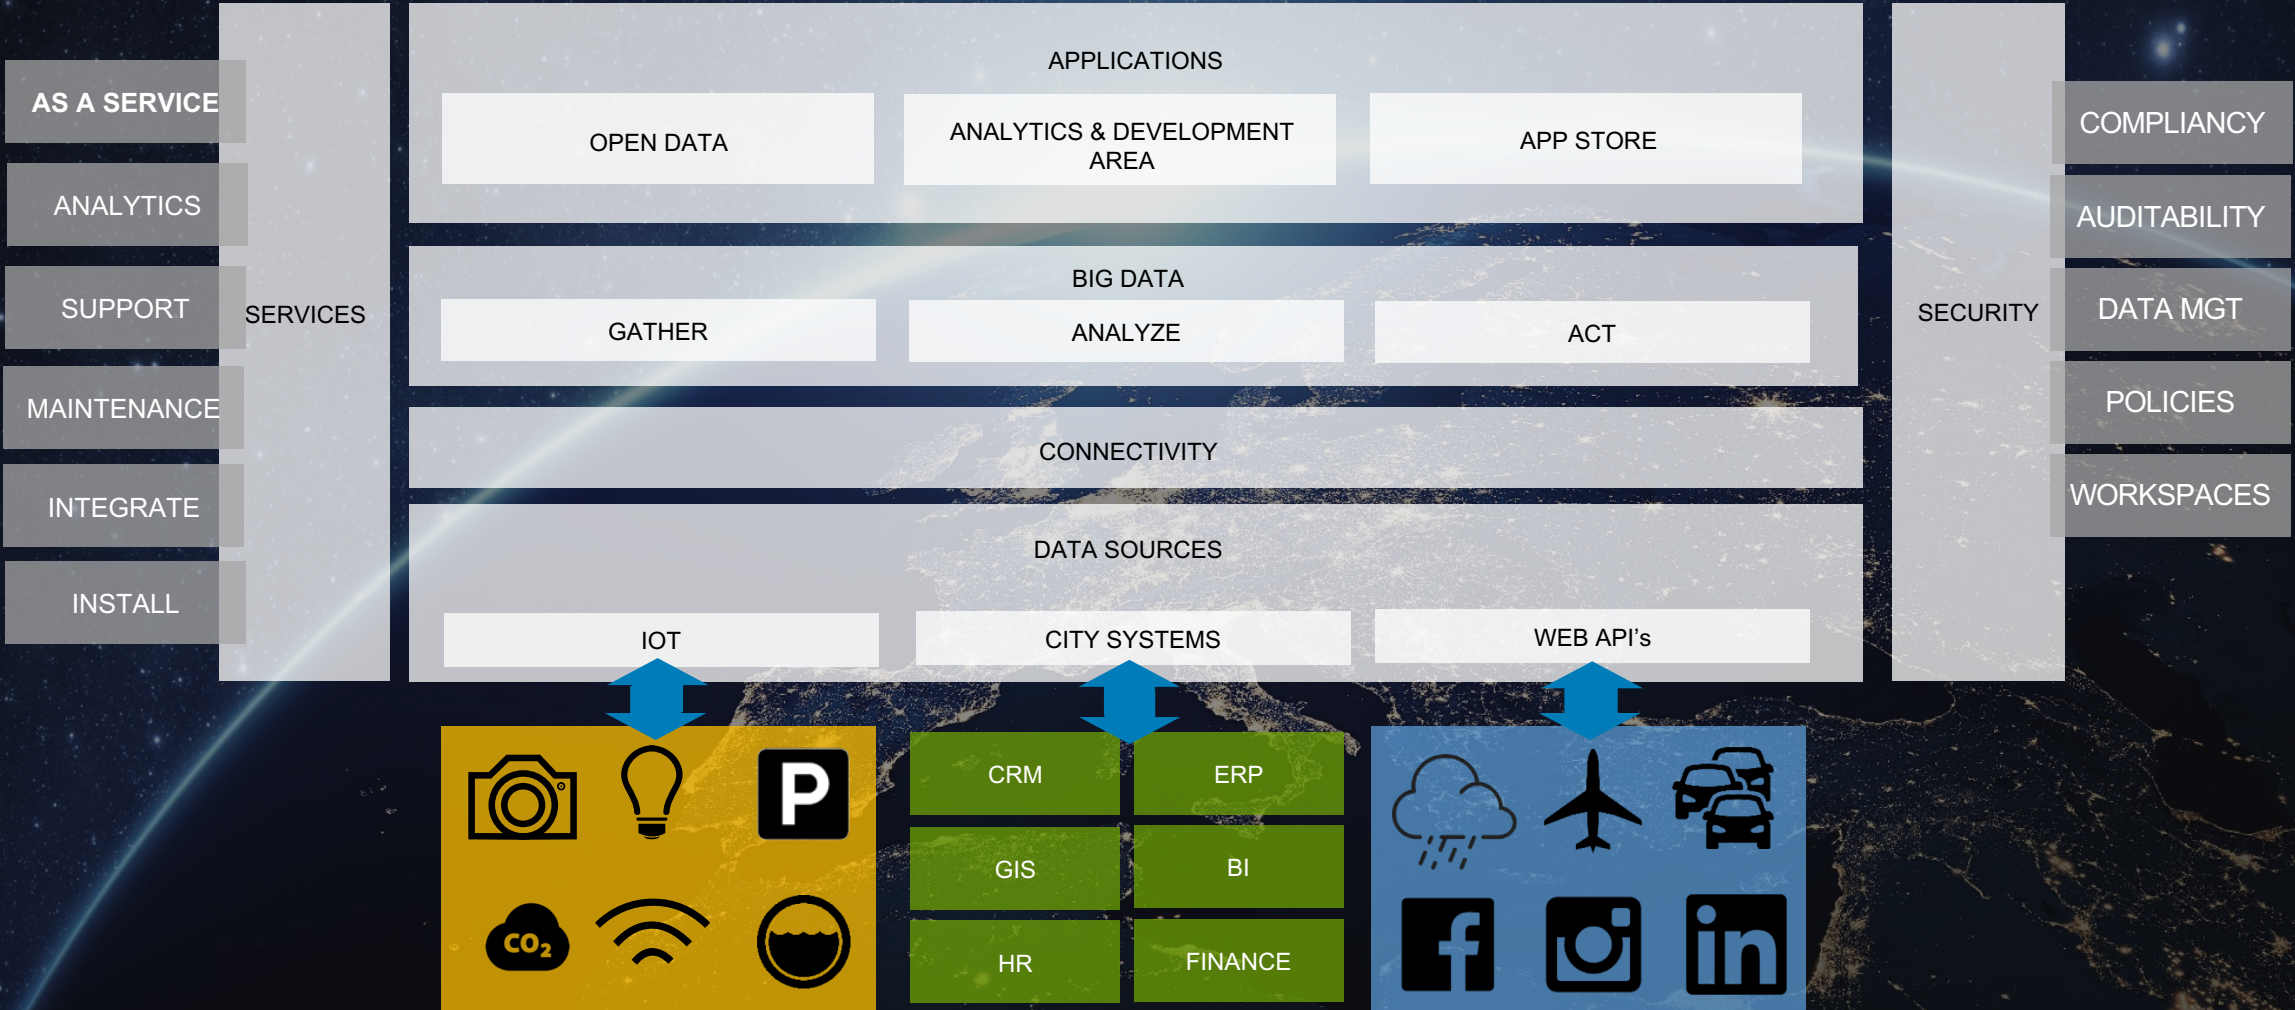 AS A SERVICE
ANALYTICS
SUPPORT
MAINTENANCE
INTEGRATE
INSTALL
SERVICES
APPLICATIONS
OPEN DATA
ANALYTICS & DEVELOPMENT
AREA
APP STORE
BIG DATA
GATHER
ANALYZE
ACT
CONNECTIVITY
DATA SOURCES
IOT
CITY SYSTEMS
WEB API's
P
CO2
CRM
ERP
GIS
BI
HR
FINANCE
f
in
SECURITY
COMPLIANCY
AUDITABILITY
DATA MGT
POLICIES
WORKSPACES